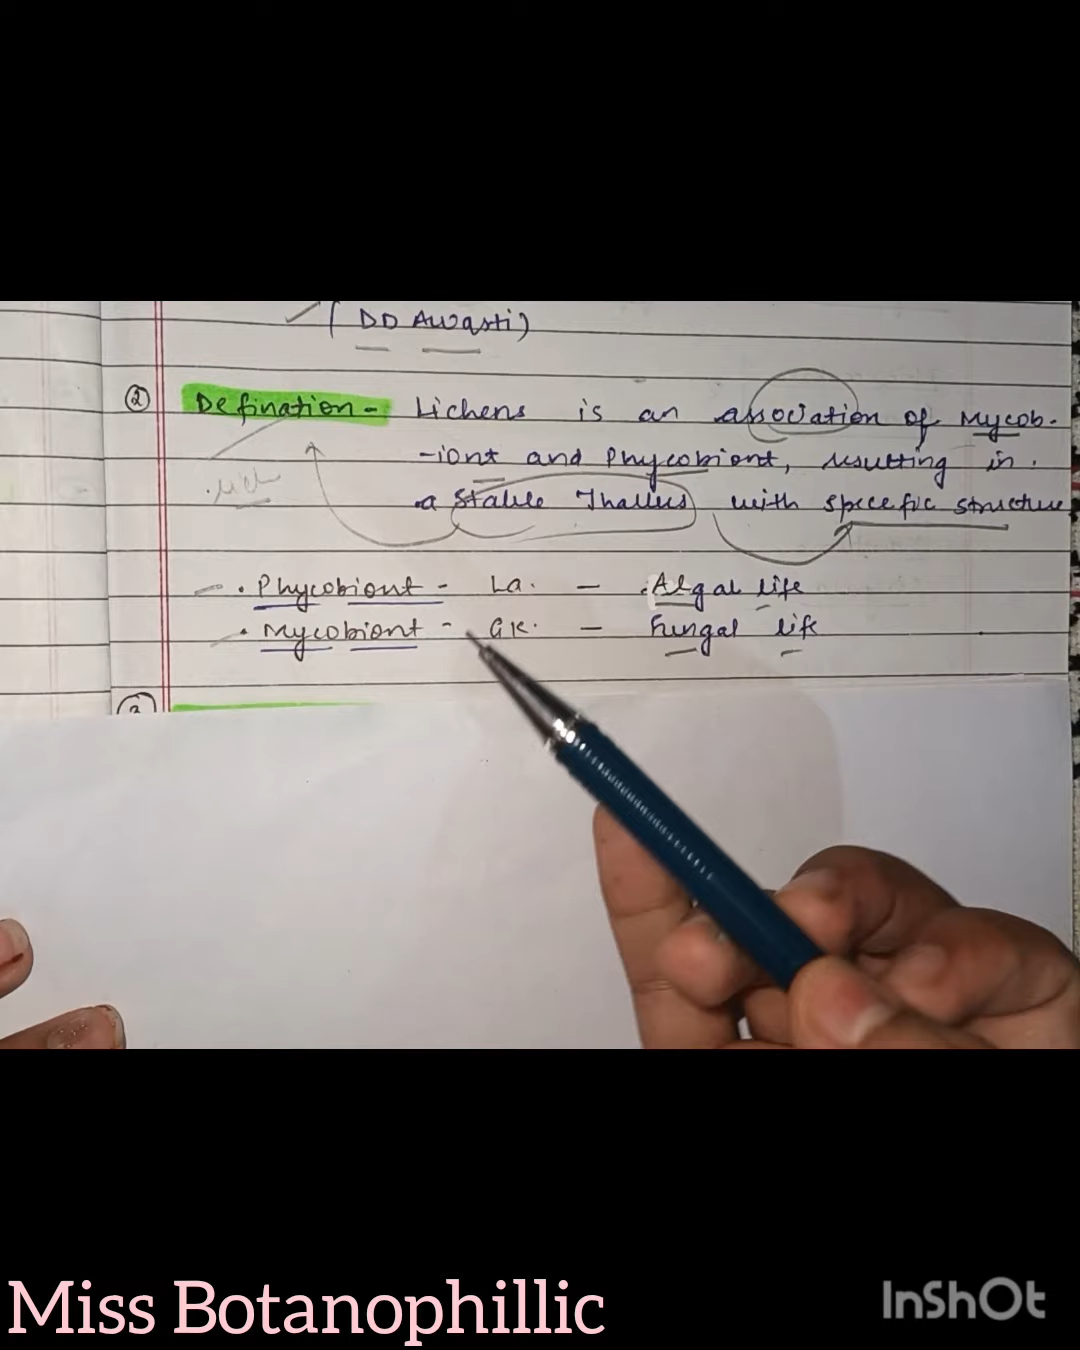 ( DD Awasti)
② Defination - Lichens is an association of Mycob-
-iont and Phycobiont, resulting in
a Stable Thallus with specefic structure
• Phycobiont - La. - Algal life
• Mycobiont - GK. - Fungal life
Miss Botanophillic
InShOt